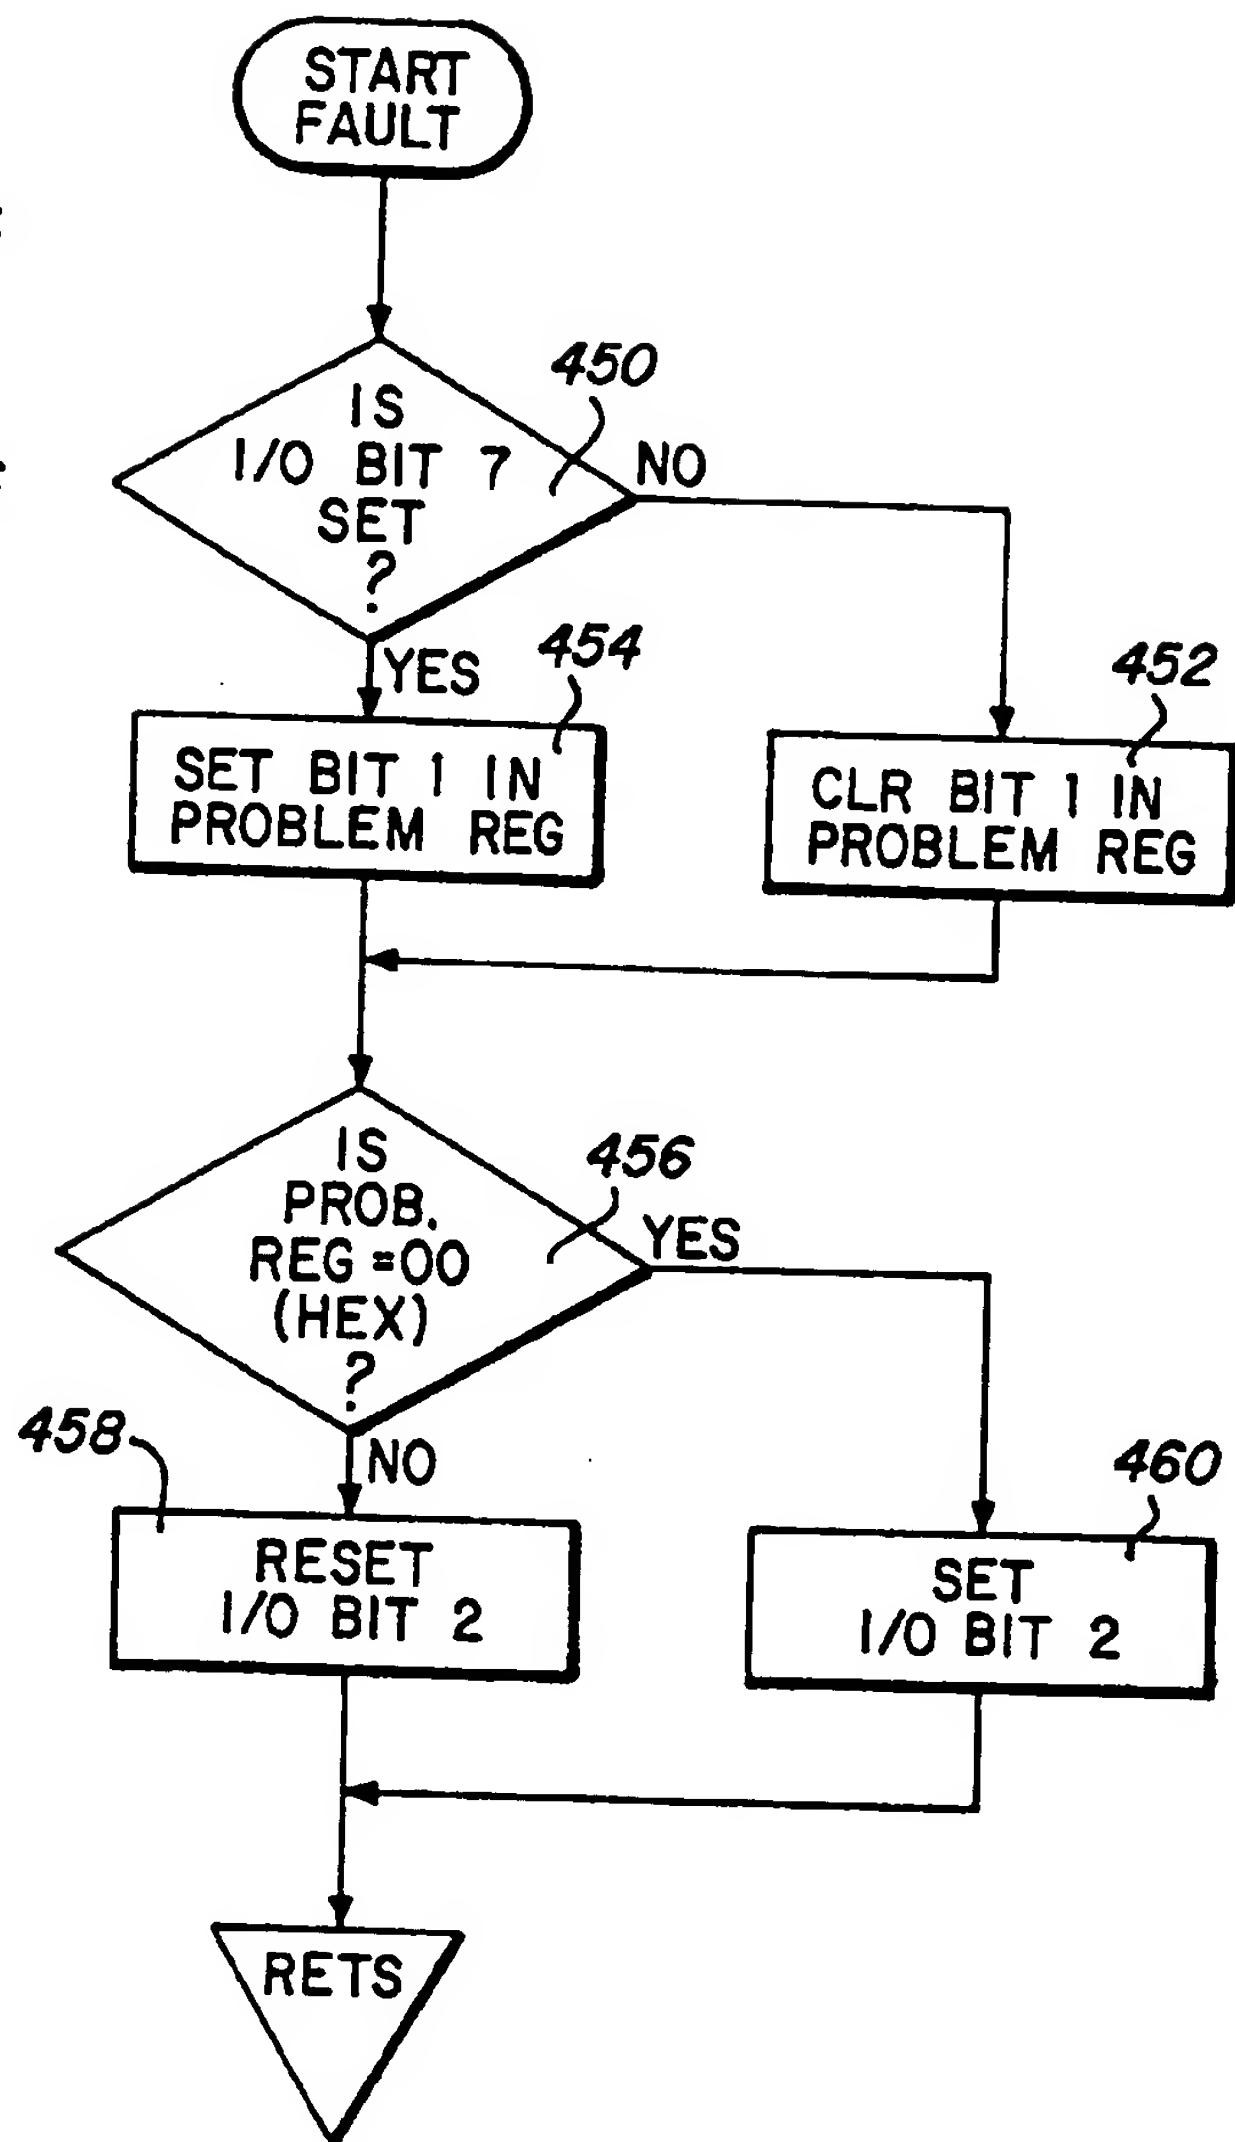 START
FAULT
450
IS
I/O BIT 7
SET
?
NO
YES
454
452
SET BIT 1 IN
PROBLEM REG
CLR BIT 1 IN
PROBLEM REG
456
IS
PROB.
REG =00
(HEX)
?
YES
NO
458
460
RESET
I/O BIT 2
SET
I/O BIT 2
RETS